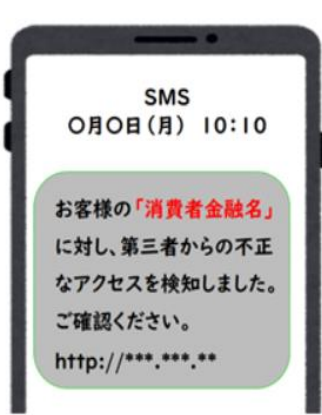 SMS
〇月〇日(月) 10:10
お客様の「消費者金融名」
に対し、第三者からの不正
なアクセスを検知しました。
ご確認ください。
http://***.***.**